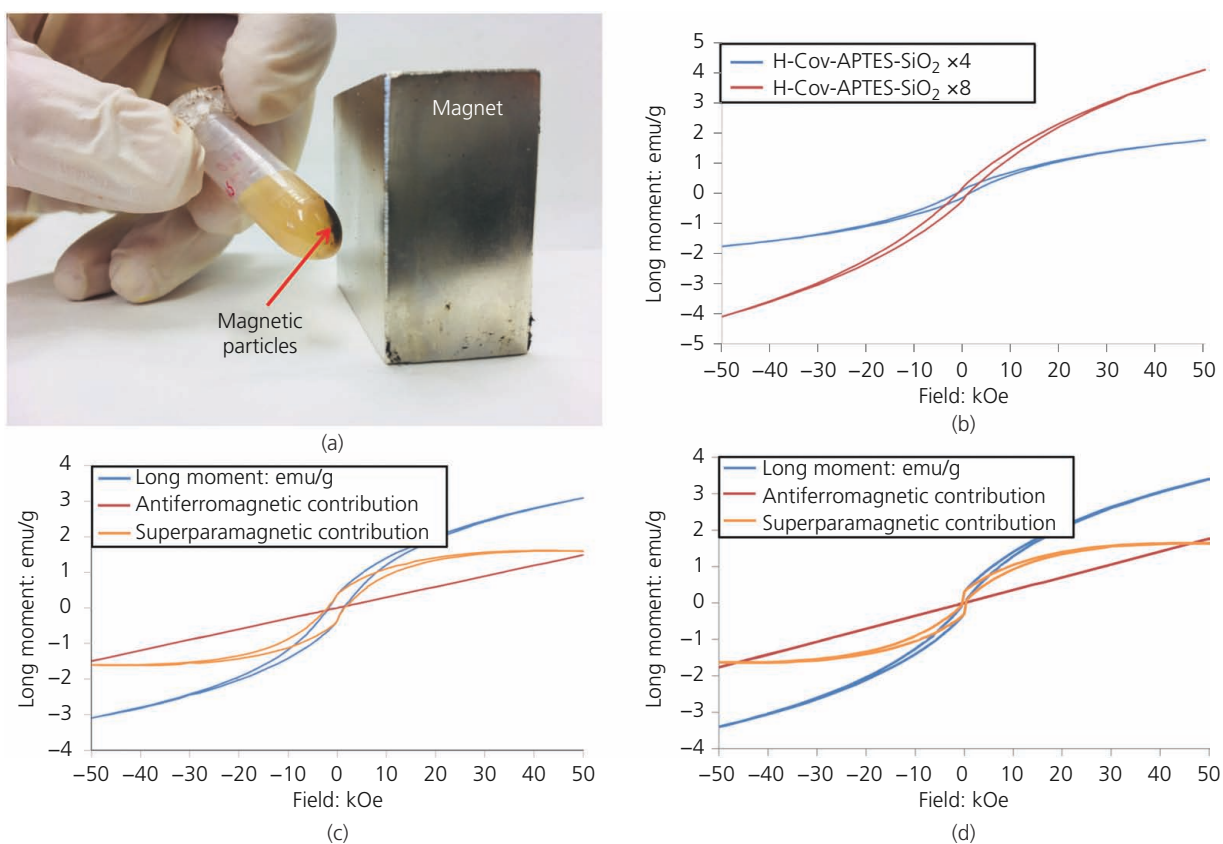 Magnet
Magnetic
particles
(a)
5
4
3
2
1
0
−1
−2
−3
−4
−5
Long moment: emu/g
H-Cov-APTES-SiO₂ ×4
H-Cov-APTES-SiO₂ ×8
−50 −40 −30 −20 −10 0 10 20 30 40 50
Field: kOe
(b)
4
3
2
1
0
−1
−2
−3
−4
Long moment: emu/g
Long moment: emu/g
Antiferromagnetic contribution
Superparamagnetic contribution
−50 −40 −30 −20 −10 0 10 20 30 40 50
Field: kOe
(c)
4
3
2
1
0
−1
−2
−3
−4
Long moment: emu/g
Long moment: emu/g
Antiferromagnetic contribution
Superparamagnetic contribution
−50 −40 −30 −20 −10 0 10 20 30 40 50
Field: kOe
(d)